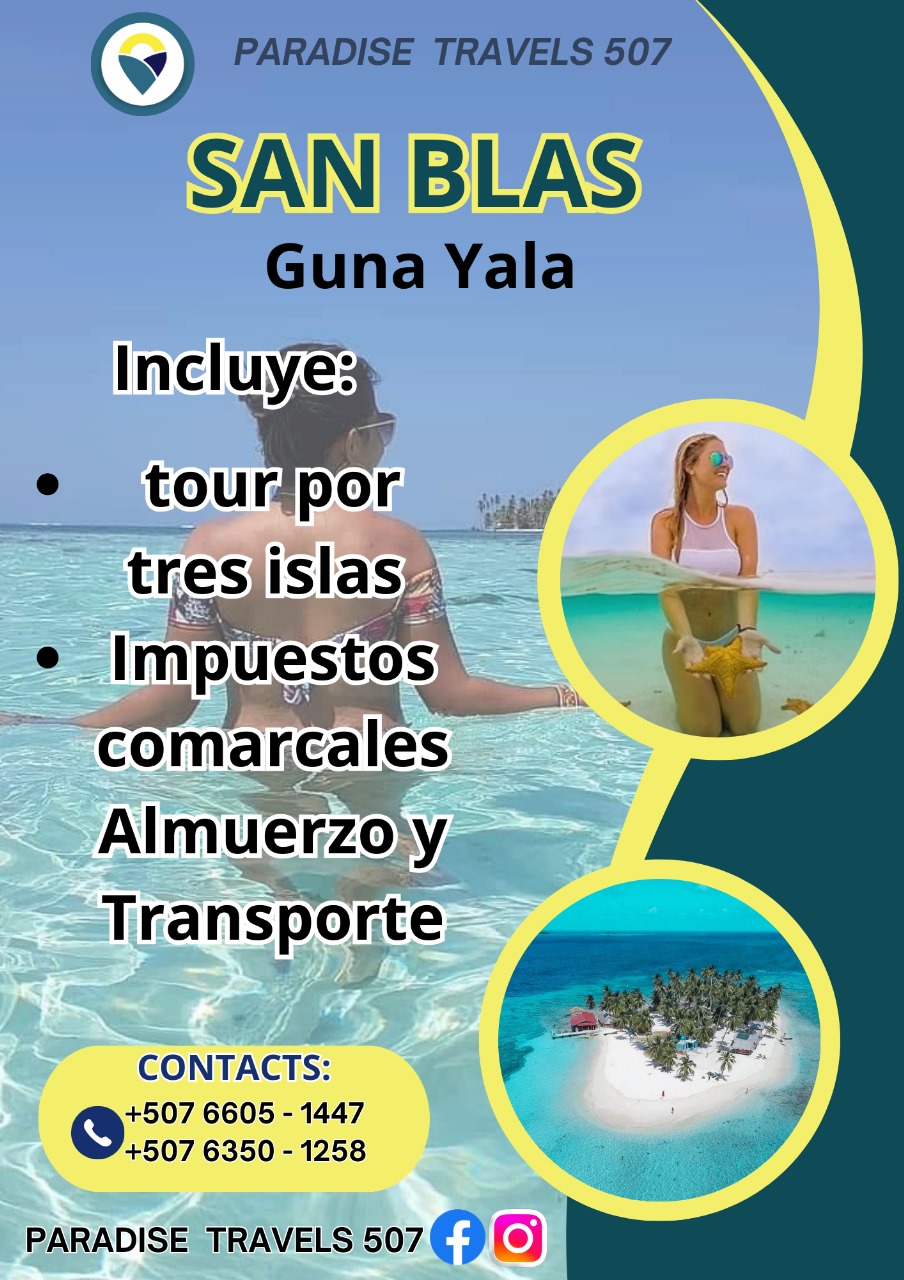 PARADISE TRAVELS 507
SAN BLAS
Guna Yala
Incluye:
• tour por
tres islas
• Impuestos
comarcales
Almuerzo y
Transporte
CONTACTS:
+507 6605 - 1447
+507 6350 - 1258
PARADISE TRAVELS 507